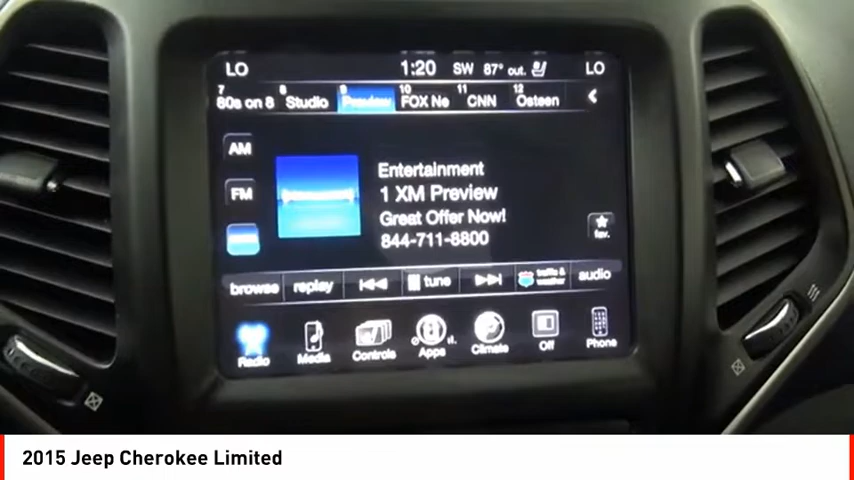 LO 1:20 SW 87° out. LO
7 8 9 10 11 12
80s on 8 Studio Preview FOX Ne CNN Osteen
AM
FM
Entertainment
1 XM Preview
Great Offer Now!
844-711-8800
fav.
browse replay tune traffic & weather audio
Radio Media Controls Apps Climate Off Phone
2015 Jeep Cherokee Limited